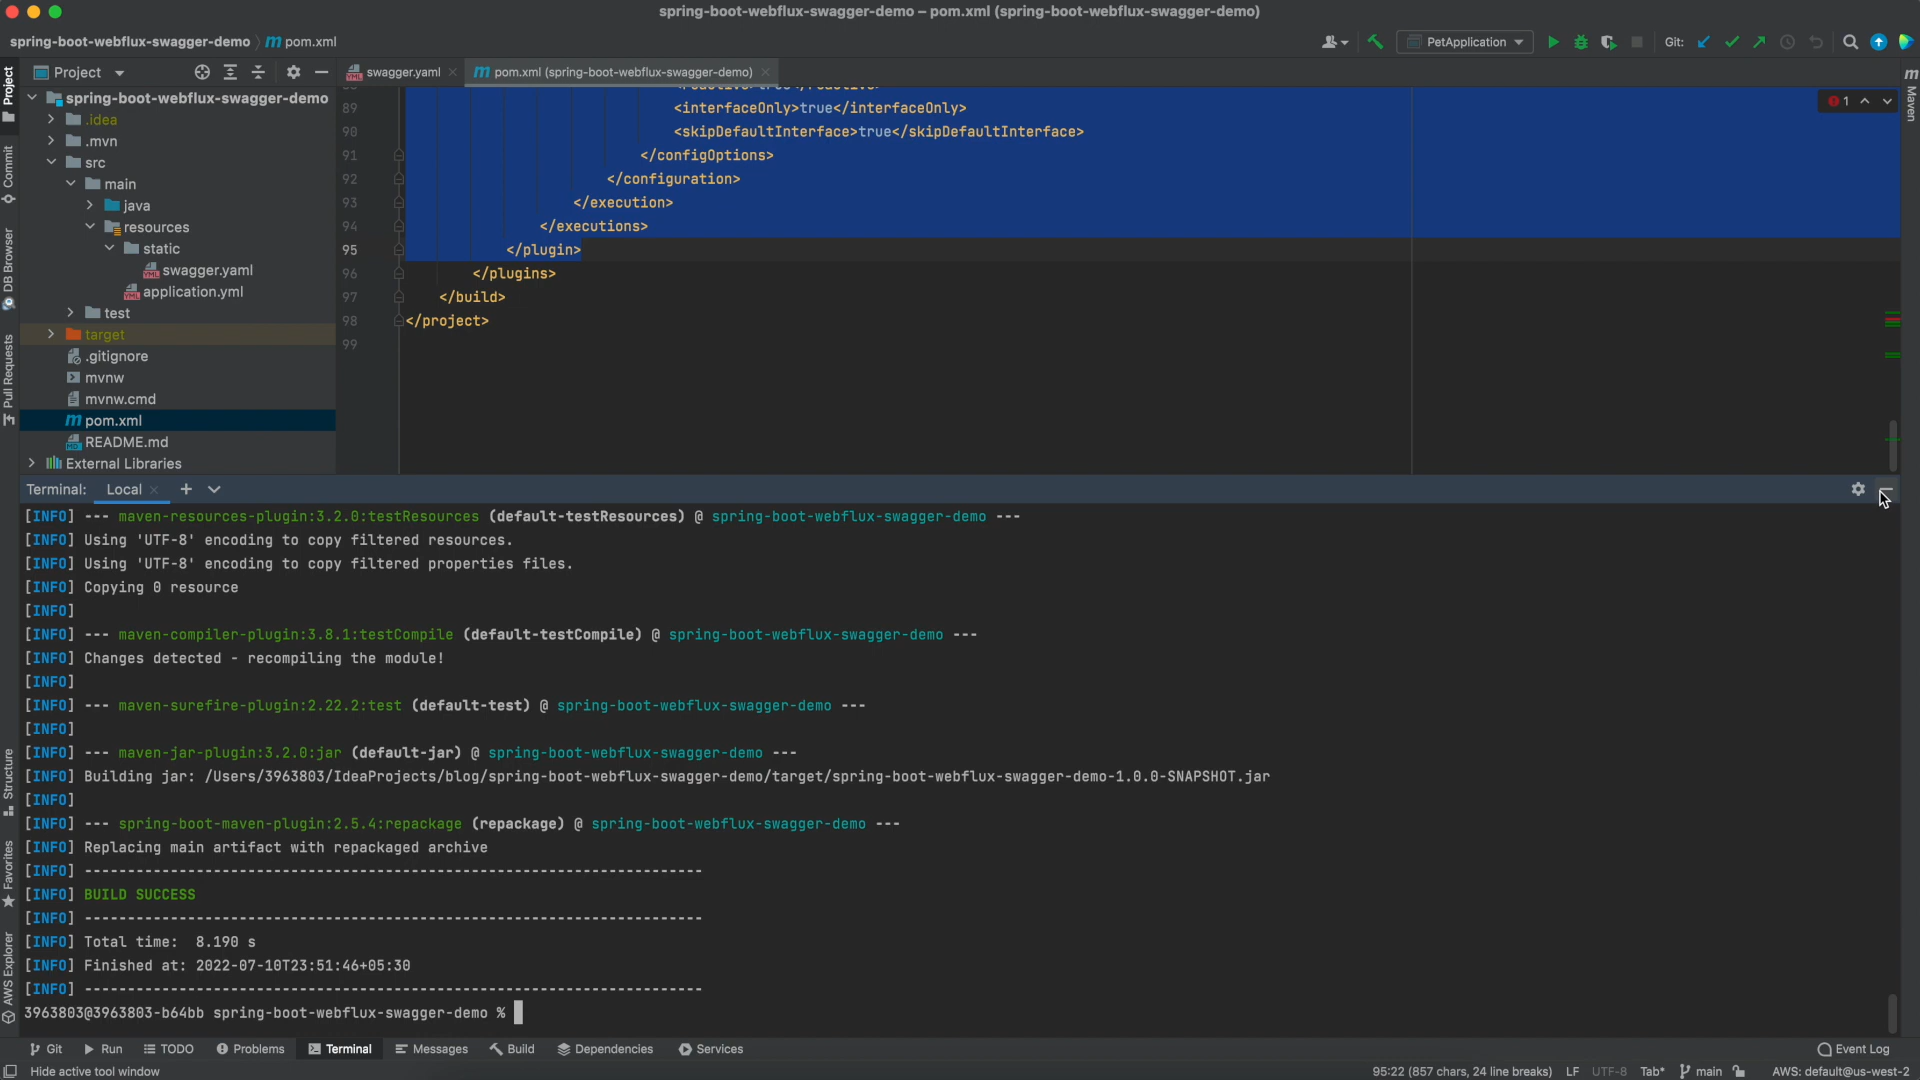 spring-boot-webflux-swagger-demo – pom.xml (spring-boot-webflux-swagger-demo)
spring-boot-webflux-swagger-demo
pom.xml
PetApplication
Git:
Project
swagger.yaml
pom.xml (spring-boot-webflux-swagger-demo)
Project
Commit
DB Browser
Pull Requests
Structure
Favorites
AWS Explorer
Maven
spring-boot-webflux-swagger-demo
.idea
.mvn
src
main
java
resources
static
swagger.yaml
application.yml
test
target
.gitignore
mvnw
mvnw.cmd
pom.xml
README.md
External Libraries
1
89 <interfaceOnly>true</interfaceOnly>
90 <skipDefaultInterface>true</skipDefaultInterface>
91 </configOptions>
92 </configuration>
93 </execution>
94 </executions>
95 </plugin>
96 </plugins>
97 </build>
98 </project>
99
Terminal: Local
[INFO] --- maven-resources-plugin:3.2.0:testResources (default-testResources) @ spring-boot-webflux-swagger-demo ---
[INFO] Using 'UTF-8' encoding to copy filtered resources.
[INFO] Using 'UTF-8' encoding to copy filtered properties files.
[INFO] Copying 0 resource
[INFO]
[INFO] --- maven-compiler-plugin:3.8.1:testCompile (default-testCompile) @ spring-boot-webflux-swagger-demo ---
[INFO] Changes detected - recompiling the module!
[INFO]
[INFO] --- maven-surefire-plugin:2.22.2:test (default-test) @ spring-boot-webflux-swagger-demo ---
[INFO]
[INFO] --- maven-jar-plugin:3.2.0:jar (default-jar) @ spring-boot-webflux-swagger-demo ---
[INFO] Building jar: /Users/3963803/IdeaProjects/blog/spring-boot-webflux-swagger-demo/target/spring-boot-webflux-swagger-demo-1.0.0-SNAPSHOT.jar
[INFO]
[INFO] --- spring-boot-maven-plugin:2.5.4:repackage (repackage) @ spring-boot-webflux-swagger-demo ---
[INFO] Replacing main artifact with repackaged archive
[INFO] ------------------------------------------------------------------------
[INFO] BUILD SUCCESS
[INFO] ------------------------------------------------------------------------
[INFO] Total time:  8.190 s
[INFO] Finished at: 2022-07-10T23:51:46+05:30
[INFO] ------------------------------------------------------------------------
3963803@3963803-b64bb spring-boot-webflux-swagger-demo %
Git Run TODO Problems Terminal Messages Build Dependencies Services Event Log
Hide active tool window 95:22 (857 chars, 24 line breaks) LF UTF-8 Tab* main AWS: default@us-west-2